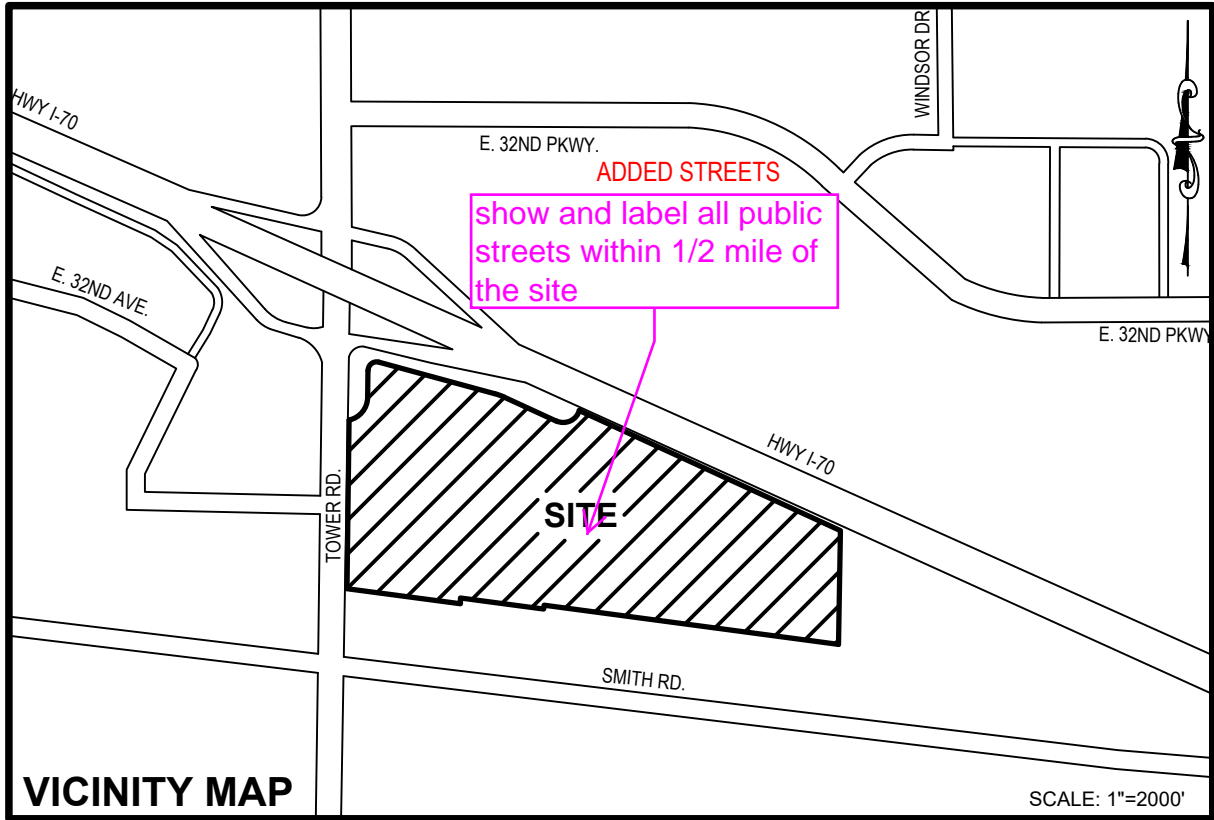 WINDSOR DR
HWY I-70
E. 32ND PKWY.
ADDED STREETS
show and label all public
streets within 1/2 mile of
the site
E. 32ND AVE.
E. 32ND PKWY
HWY I-70
TOWER RD.
SITE
SMITH RD.
VICINITY MAP
SCALE: 1"=2000'